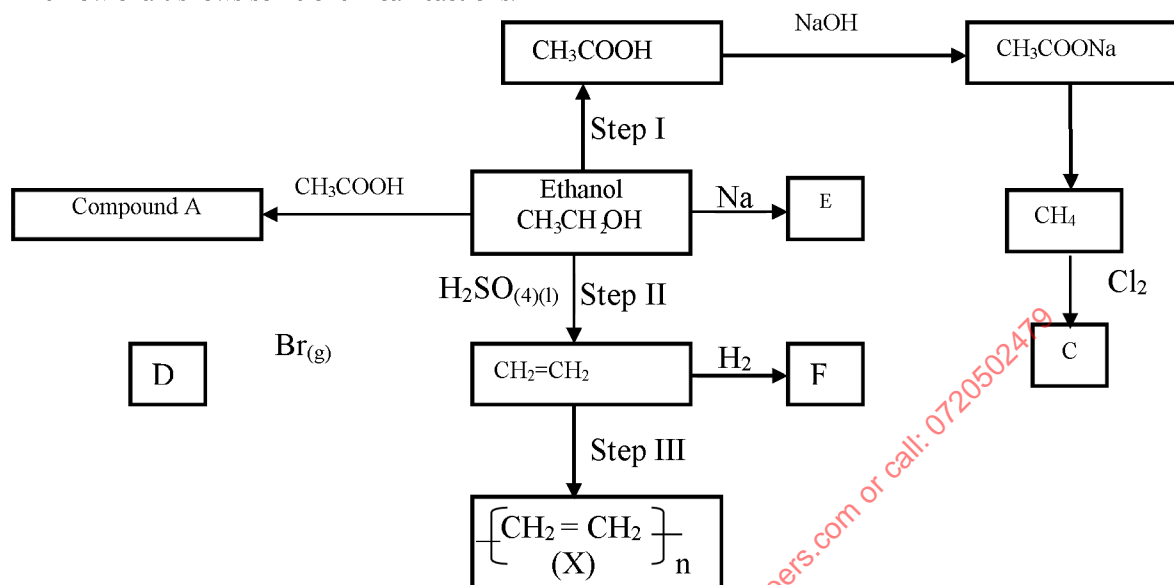 NaOH
CH₃COOH
CH₃COONa
Step I
CH₃COOH
Compound A
Ethanol
CH₃CH₂OH
Na
E
CH₄
H₂SO₍₄₎₍l₎
Step II
Cl₂
Br₍g₎
D
CH₂=CH₂
H₂
F
C
Step III
CH₂ = CH₂
(X)
n
ers.com or call: 0720502479